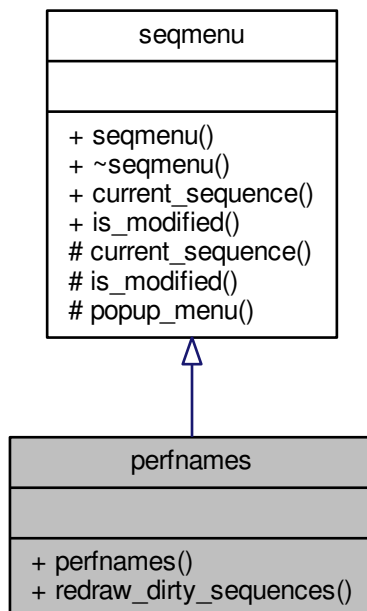 seqmenu
+ seqmenu()
+ ~seqmenu()
+ current_sequence()
+ is_modified()
# current_sequence()
# is_modified()
# popup_menu()
perfnames
+ perfnames()
+ redraw_dirty_sequences()